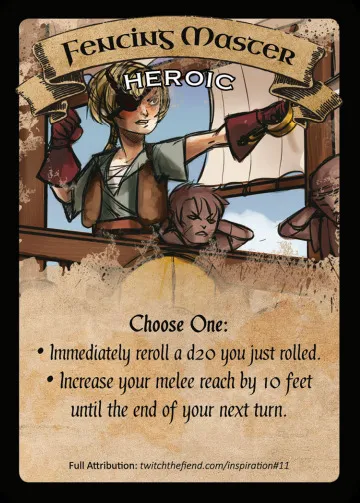 Fencing Master
HEROIC
Choose One:
• Immediately reroll a d20 you just rolled.
• Increase your melee reach by 10 feet
until the end of your next turn.
Full Attribution: twitchthefiend.com/inspiration#11